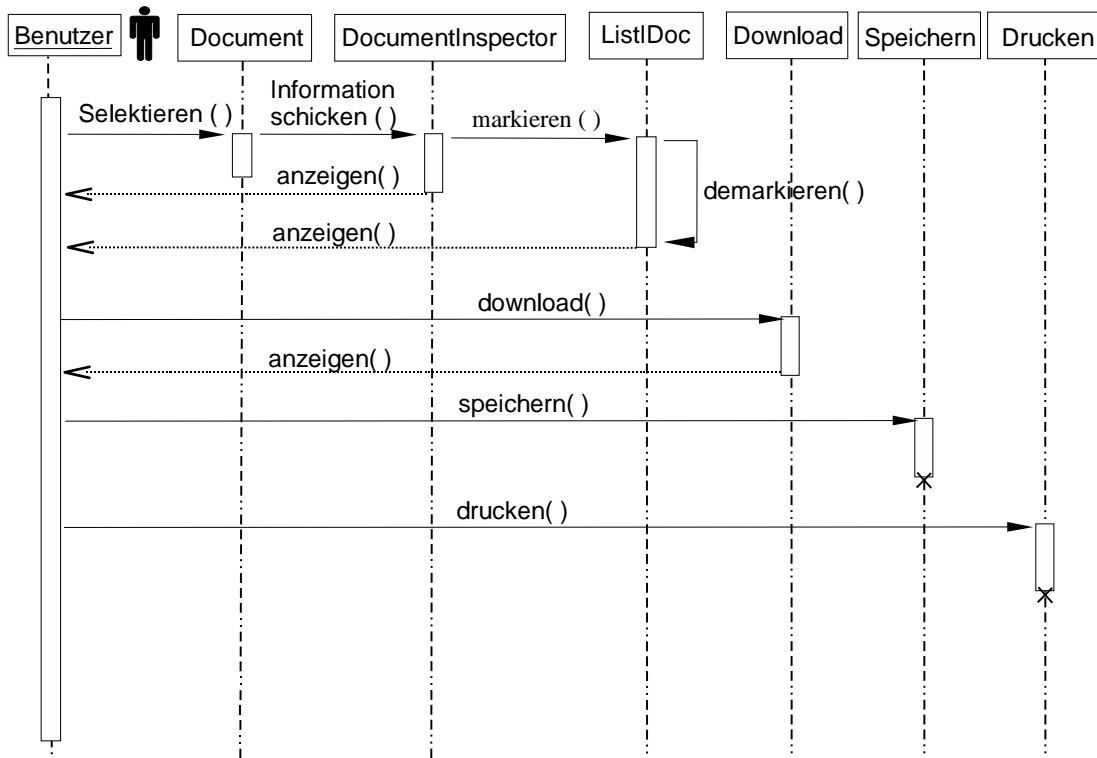 Benutzer
Document
DocumentInspector
ListIDoc
Download
Speichern
Drucken
Selektieren ( )
Information
schicken ( )
markieren ( )
anzeigen( )
demarkieren( )
anzeigen( )
download( )
anzeigen( )
speichern( )
drucken( )